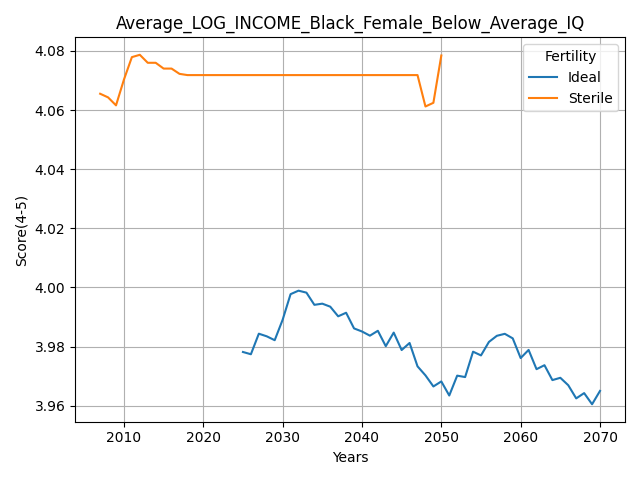 Average_LOG_INCOME_Black_Female_Below_Average_IQ
Score(4-5)
4.08
4.06
4.04
4.02
4.00
3.98
3.96
Fertility
Ideal
Sterile
2010 2020 2030 2040 2050 2060 2070
Years